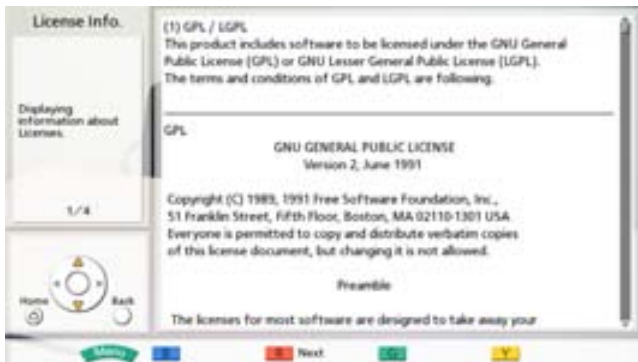 License Info.
Displaying
information about
Licenses.
1/4
Home
Back
(1) GPL / LGPL
This product includes software to be licensed under the GNU General
Public License (GPL) or GNU Lesser General Public License (LGPL).
The terms and conditions of GPL and LGPL are following.
GPL
GNU GENERAL PUBLIC LICENSE
Version 2, June 1991
Copyright (C) 1989, 1991 Free Software Foundation, Inc.,
51 Franklin Street, Fifth Floor, Boston, MA 02110-1301 USA
Everyone is permitted to copy and distribute verbatim copies
of this license document, but changing it is not allowed.
Preamble
The licenses for most software are designed to take away your
Menu
B
R Next
G
Y